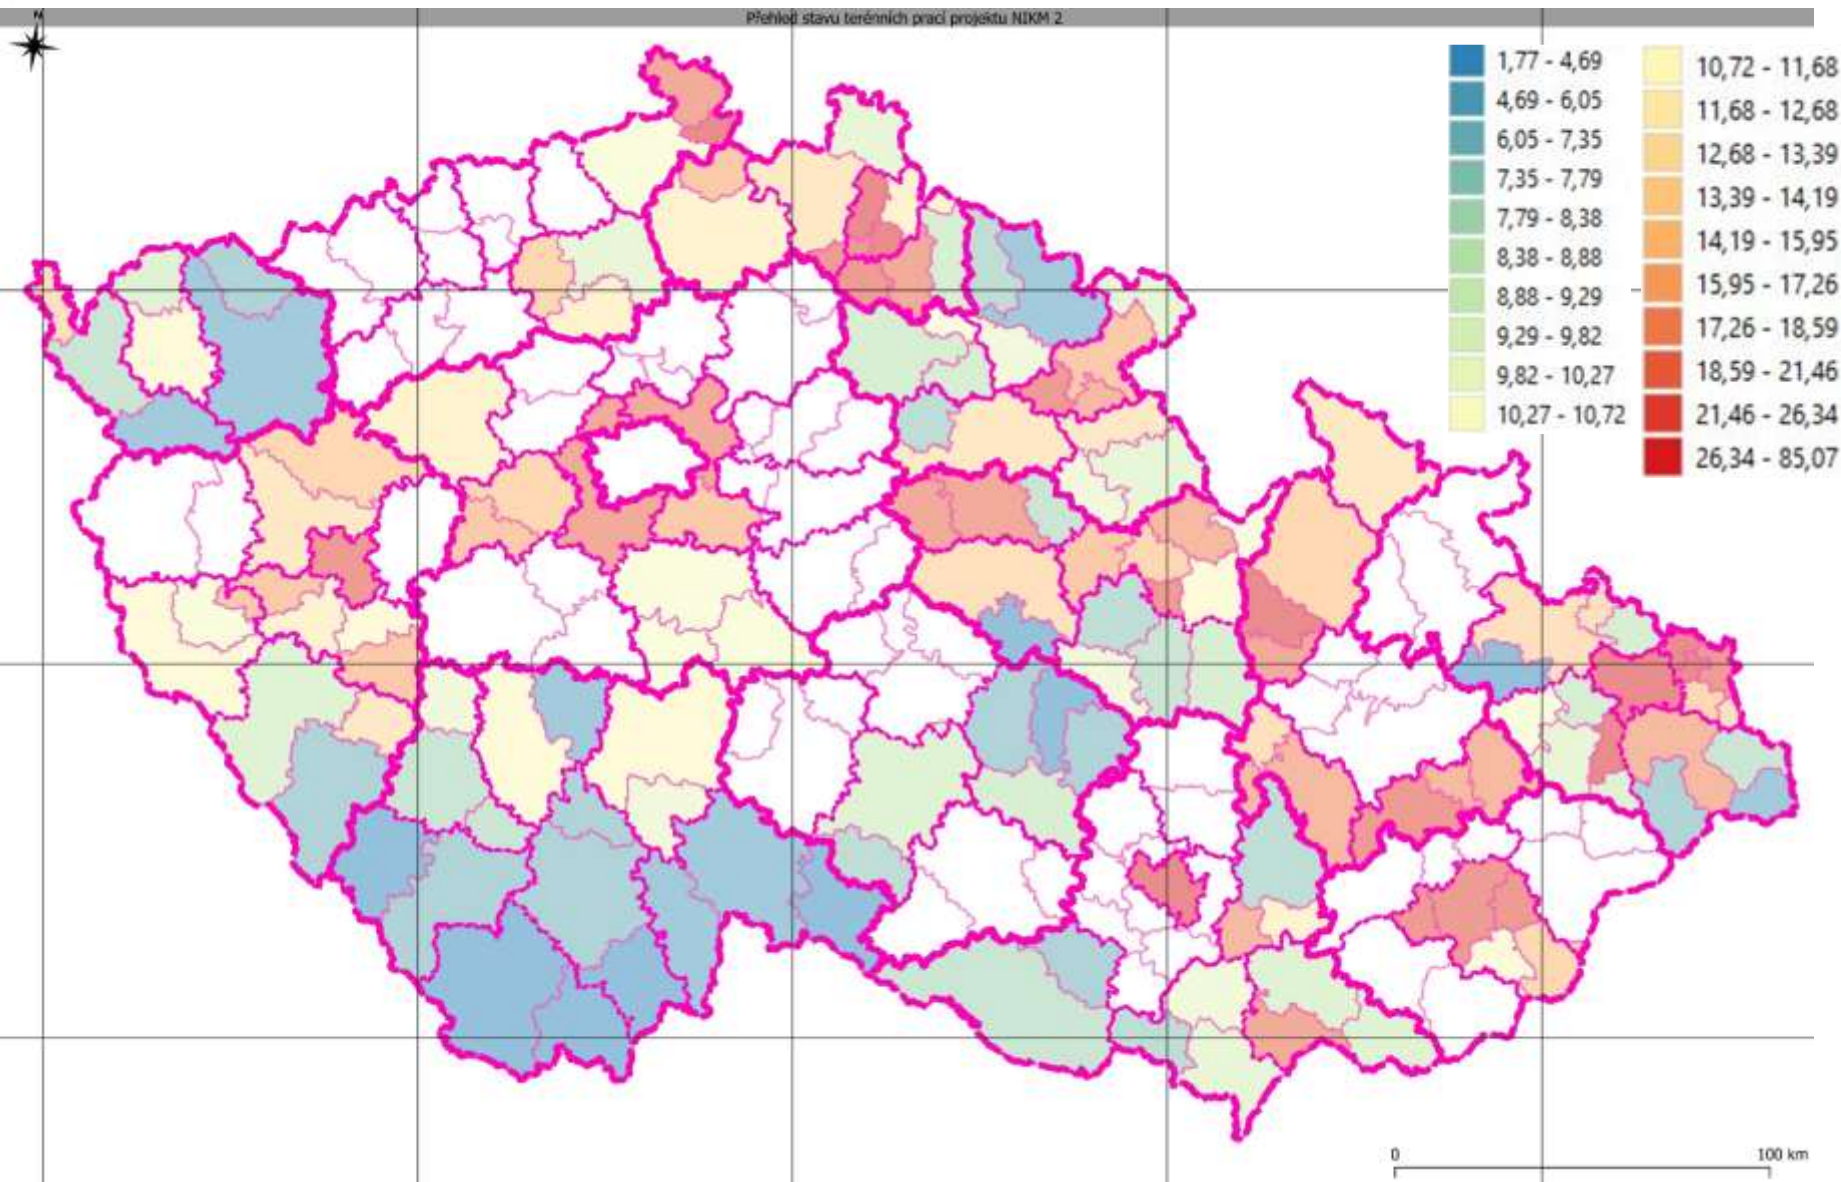 Přehled stavu terénních prací projektu NIKM 2
N
1,77 - 4,69
4,69 - 6,05
6,05 - 7,35
7,35 - 7,79
7,79 - 8,38
8,38 - 8,88
8,88 - 9,29
9,29 - 9,82
9,82 - 10,27
10,27 - 10,72
10,72 - 11,68
11,68 - 12,68
12,68 - 13,39
13,39 - 14,19
14,19 - 15,95
15,95 - 17,26
17,26 - 18,59
18,59 - 21,46
21,46 - 26,34
26,34 - 85,07
0 100 km